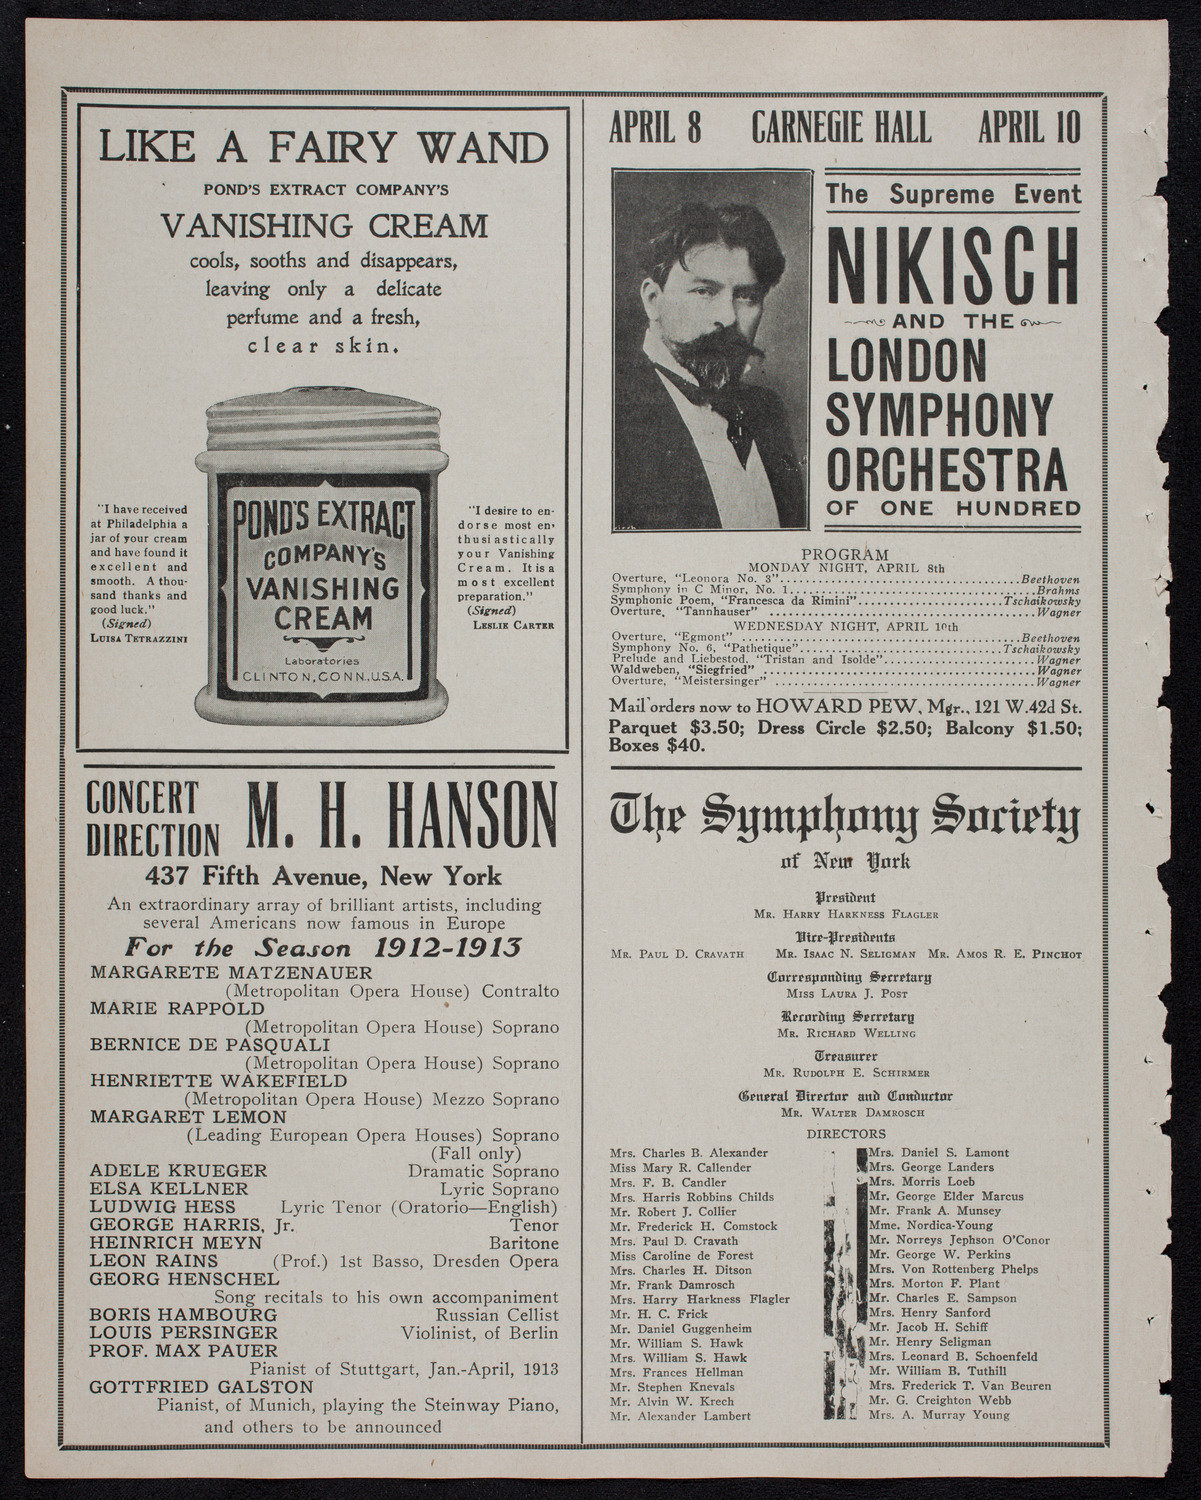 LIKE A FAIRY WAND
POND'S EXTRACT COMPANY'S
VANISHING CREAM
cools, sooths and disappears,
leaving only a delicate
perfume and a fresh,
clear skin.
"I have received
at Philadelphia a
jar of your cream
and have found it
excellent and
smooth. A thou-
sand thanks and
good luck."
(Signed)
LUISA TETRAZZINI
POND'S EXTRACT
COMPANY'S
VANISHING
CREAM
Laboratories
CLINTON, CONN. U.S.A.
"I desire to en-
dorse most en-
thusiastically
your Vanishing
Cream. It is a
most excellent
preparation."
(Signed)
LESLIE CARTER
CONCERT
DIRECTION
M. H. HANSON
437 Fifth Avenue, New York
An extraordinary array of brilliant artists, including
several Americans now famous in Europe
For the Season 1912-1913
MARGARETE MATZENAUER
(Metropolitan Opera House) Contralto
MARIE RAPPOLD
(Metropolitan Opera House) Soprano
BERNICE DE PASQUALI
(Metropolitan Opera House) Soprano
HENRIETTE WAKEFIELD
(Metropolitan Opera House) Mezzo Soprano
MARGARET LEMON
(Leading European Opera Houses) Soprano
(Fall only)
ADELE KRUEGER Dramatic Soprano
ELSA KELLNER Lyric Soprano
LUDWIG HESS Lyric Tenor (Oratorio—English)
GEORGE HARRIS, Jr. Tenor
HEINRICH MEYN Baritone
LEON RAINS (Prof.) 1st Basso, Dresden Opera
GEORG HENSCHEL
Song recitals to his own accompaniment
BORIS HAMBOURG Russian Cellist
LOUIS PERSINGER Violinist, of Berlin
PROF. MAX PAUER
Pianist of Stuttgart, Jan.-April, 1913
GOTTFRIED GALSTON
Pianist, of Munich, playing the Steinway Piano,
and others to be announced
APRIL 8 CARNEGIE HALL APRIL 10
The Supreme Event
NIKISCH
AND THE
LONDON
SYMPHONY
ORCHESTRA
OF ONE HUNDRED
PROGRAM
MONDAY NIGHT, APRIL 8th
Overture, "Leonora No. 3" Beethoven
Symphony in C Minor, No. 1 Brahms
Symphonic Poem, "Francesca da Rimini" Tschaikowsky
Overture, "Tannhauser" Wagner
WEDNESDAY NIGHT, APRIL 10th
Overture, "Egmont" Beethoven
Symphony No. 6, "Pathetique" Tschaikowsky
Prelude and Liebestod, "Tristan and Isolde" Wagner
Waldweben, "Siegfried" Wagner
Overture, "Meistersinger" Wagner
Mail orders now to HOWARD PEW, Mgr., 121 W. 42d St.
Parquet $3.50; Dress Circle $2.50; Balcony $1.50;
Boxes $40.
The Symphony Society
of New York
President
MR. HARRY HARKNESS FLAGLER
Vice-Presidents
MR. PAUL D. CRAVATH MR. ISAAC N. SELIGMAN MR. AMOS R. E. PINCHOT
Corresponding Secretary
MISS LAURA J. POST
Recording Secretary
MR. RICHARD WELLING
Treasurer
MR. RUDOLPH E. SCHIRMER
General Director and Conductor
MR. WALTER DAMROSCH
DIRECTORS
Mrs. Charles B. Alexander
Miss Mary R. Callender
Mrs. F. B. Candler
Mrs. Harris Robbins Childs
Mr. Robert J. Collier
Mr. Frederick H. Comstock
Mrs. Paul D. Cravath
Miss Caroline de Forest
Mrs. Charles H. Ditson
Mr. Frank Damrosch
Mrs. Harry Harkness Flagler
Mr. H. C. Frick
Mr. Daniel Guggenheim
Mr. William S. Hawk
Mrs. William S. Hawk
Mrs. Frances Hellman
Mr. Stephen Knevals
Mr. Alvin W. Krech
Mr. Alexander Lambert
Mrs. Daniel S. Lamont
Mrs. George Landers
Mrs. Morris Loeb
Mr. George Elder Marcus
Mr. Frank A. Munsey
Mme. Nordica-Young
Mr. Norreys Jephson O'Conor
Mr. George W. Perkins
Mrs. Von Rottenberg Phelps
Mrs. Morton F. Plant
Mr. Charles E. Sampson
Mrs. Henry Sanford
Mr. Jacob H. Schiff
Mr. Henry Seligman
Mrs. Leonard B. Schoenfeld
Mr. William B. Tuthill
Mrs. Frederick T. Van Beuren
Mr. G. Creighton Webb
Mrs. A. Murray Young